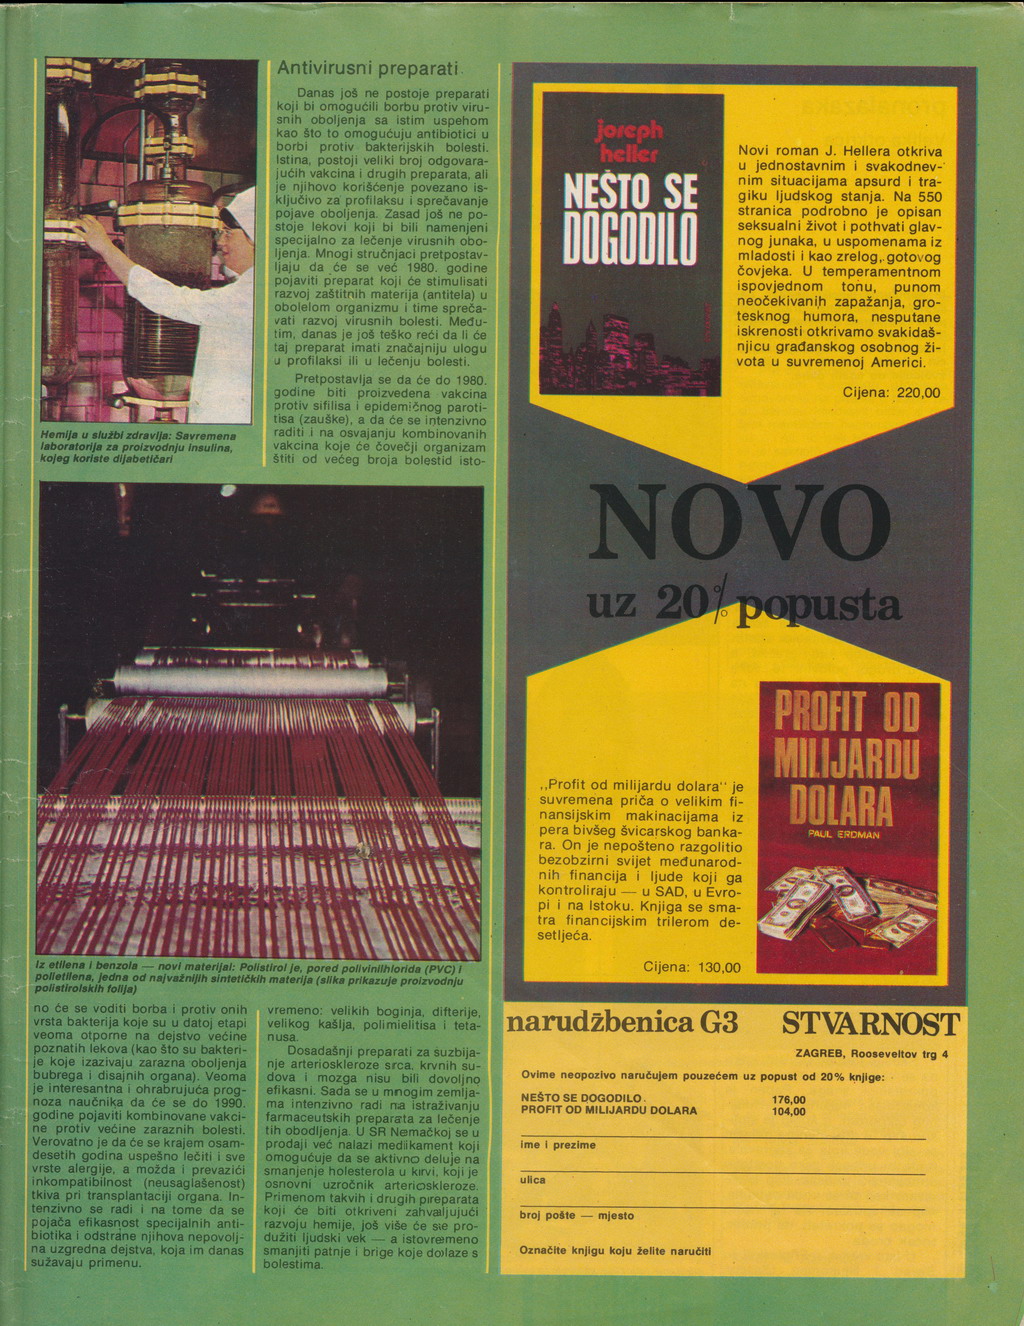 Antivirusni preparati
Danas još ne postoje preparati
koji bi omogućili borbu protiv viru-
snih oboljenja sa istim uspehom
kao što to omogućuju antibiotici u
borbi protiv bakterijskih bolesti.
Istina, postoji veliki broj odgovara-
jućih vakcina i drugih preparata, ali
je njihovo korišćenje povezano is-
ključivo za profilaksu i sprečavanje
pojave oboljenja. Zasad još ne po-
stoje lekovi koji bi bili namenjeni
specijalno za lečenje virusnih obo-
ljenja. Mnogi stručnjaci pretpostav-
ljaju da će se već 1980. godine
pojaviti preparat koji će stimulisati
razvoj zaštitnih materija (antitela) u
obolelom organizmu i time spreča-
vati razvoj virusnih bolesti. Među-
tim, danas je još teško reći da li će
taj preparat imati značajniju ulogu
u profilaksi ili u lečenju bolesti.
Pretpostavlja se da će do 1980.
godine biti proizvedena vakcina
protiv sifilisa i epidemičnog paroti-
tisa (zauške), a da će se intenzivno
raditi i na osvajanju kombinovanih
vakcina koje će čovečji organizam
štiti od većeg broja bolestid isto-
Hemija u službi zdravlja: Savremena
laboratorija za proizvodnju insulina,
kojeg koriste dijabetičari
Iz etilena i benzola — novi materijal: Polistirol je, pored polivinilhlorida (PVC) i
polietilena, jedna od najvažnijih sintetičkih materija (slika prikazuje proizvodnju
polistirolskih folija)
no će se voditi borba i protiv onih
vrsta bakterija koje su u datoj etapi
veoma otporne na dejstvo većine
poznatih lekova (kao što su bakteri-
je koje izazivaju zarazna oboljenja
bubrega i disajnih organa). Veoma
je interesantna i ohrabrujuća prog-
noza naučnika da će se do 1990.
godine pojaviti kombinovane vakci-
ne protiv većine zaraznih bolesti.
Verovatno je da će se krajem osam-
desetih godina uspešno lečiti i sve
vrste alergije, a možda i prevazići
inkompatibilnost (neusaglašenost)
tkiva pri transplantaciji organa. In-
tenzivno se radi i na tome da se
pojača efikasnost specijalnih anti-
biotika i odstrane njihova nepovolj-
na uzgredna dejstva, koja im danas
sužavaju primenu.
vremeno: velikih boginja, difterije,
velikog kašlja, polimielitisa i teta-
nusa.
Dosadašnji preparati za suzbija-
nje arterioskleroze srca, krvnih su-
dova i mozga nisu bili dovoljno
efikasni. Sada se u mnogim zemlja-
ma intenzivno radi na istraživanju
farmaceutskih preparata za lečenje
tih obodljenja. U SR Nemačkoj se u
prodaji već nalazi medikament koji
omogućuje da se aktivno deluje na
smanjenje holesterola u krvi, koji je
osnovni uzročnik arterioskleroze.
Primenom takvih i drugih preparata
koji će biti otkriveni zahvaljujući
razvoju hemije, još više će se pro-
dužiti ljudski vek — a istovremeno
smanjiti patnje i brige koje dolaze s
bolestima.
joseph
heller
NEŠTO SE
DOGODILO
Novi roman J. Hellera otkriva
u jednostavnim i svakodnev-
nim situacijama apsurd i tra-
giku ljudskog stanja. Na 550
stranica podrobno je opisan
seksualni život i pothvati glav-
nog junaka, u uspomenama iz
mladosti i kao zrelog, gotovog
čovjeka. U temperamentnom
ispovjednom tonu, punom
neočekivanih zapažanja, gro-
tesknog humora, nesputane
iskrenosti otkrivamo svakidaš-
njicu građanskog osobnog ži-
vota u suvremenoj Americi.
Cijena: 220,00
NOVO
uz 20% popusta
„Profit od milijardu dolara“ je
suvremena priča o velikim fi-
nansijskim makinacijama iz
pera bivšeg švicarskog banka-
ra. On je nepošteno razgolitio
bezobzirni svijet međunarod-
nih financija i ljude koji ga
kontroliraju — u SAD, u Evro-
pi i na Istoku. Knjiga se sma-
tra financijskim trilerom de-
setljeća.
Cijena: 130,00
PROFIT OD
MILIJARDU
DOLARA
PAUL ERDMAN
narudžbenica G3 STVARNOST
ZAGREB, Rooseveltov trg 4
Ovime neopozivo naručujem pouzećem uz popust od 20% knjige:
NEŠTO SE DOGODILO 176,00
PROFIT OD MILIJARDU DOLARA 104,00
ime i prezime
ulica
broj pošte — mjesto
Označite knjigu koju želite naručiti